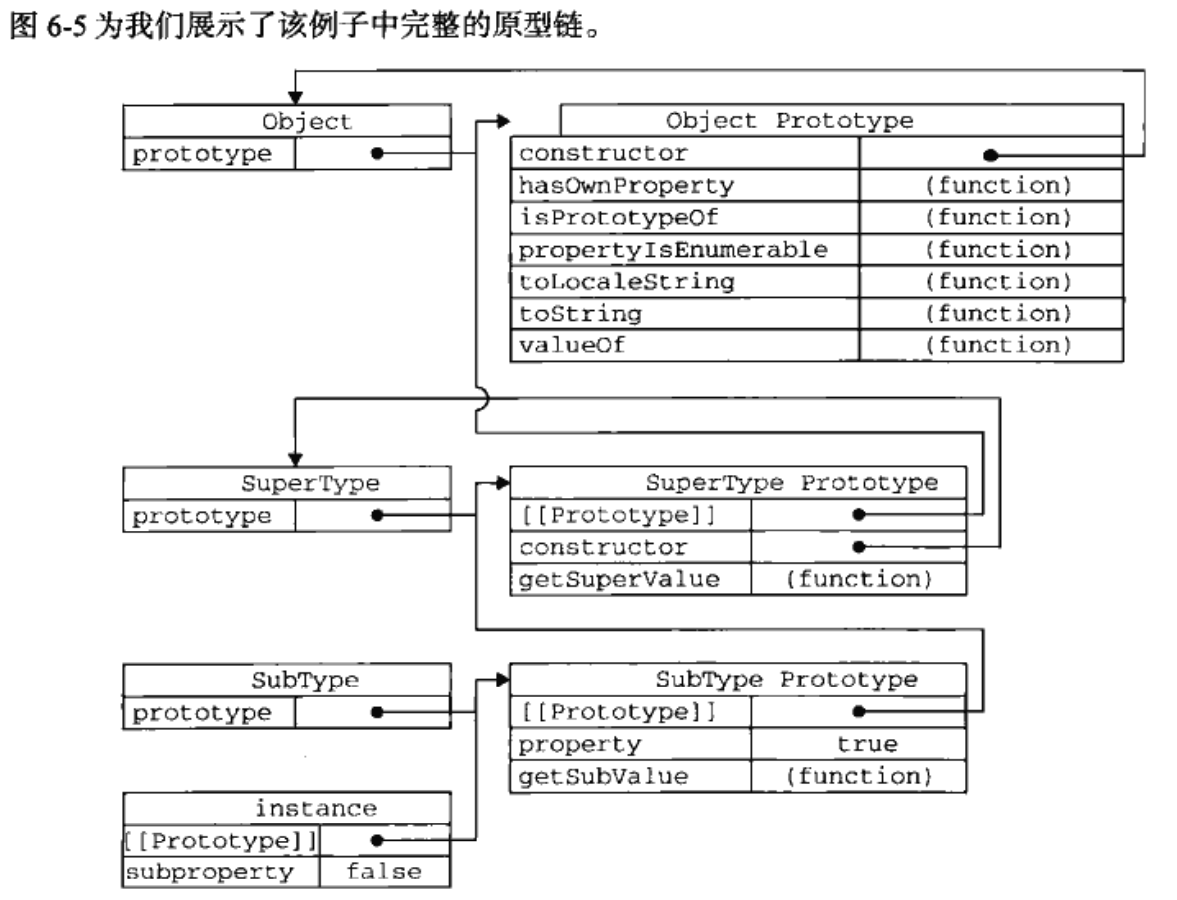 图 6-5 为我们展示了该例子中完整的原型链。
Object
prototype
Object Prototype
constructor
hasOwnProperty (function)
isPrototypeOf (function)
propertyIsEnumerable (function)
toLocaleString (function)
toString (function)
valueOf (function)
SuperType
prototype
SuperType Prototype
[[Prototype]]
constructor
getSuperValue (function)
SubType
prototype
SubType Prototype
[[Prototype]]
property true
getSubValue (function)
instance
[[Prototype]]
subproperty false